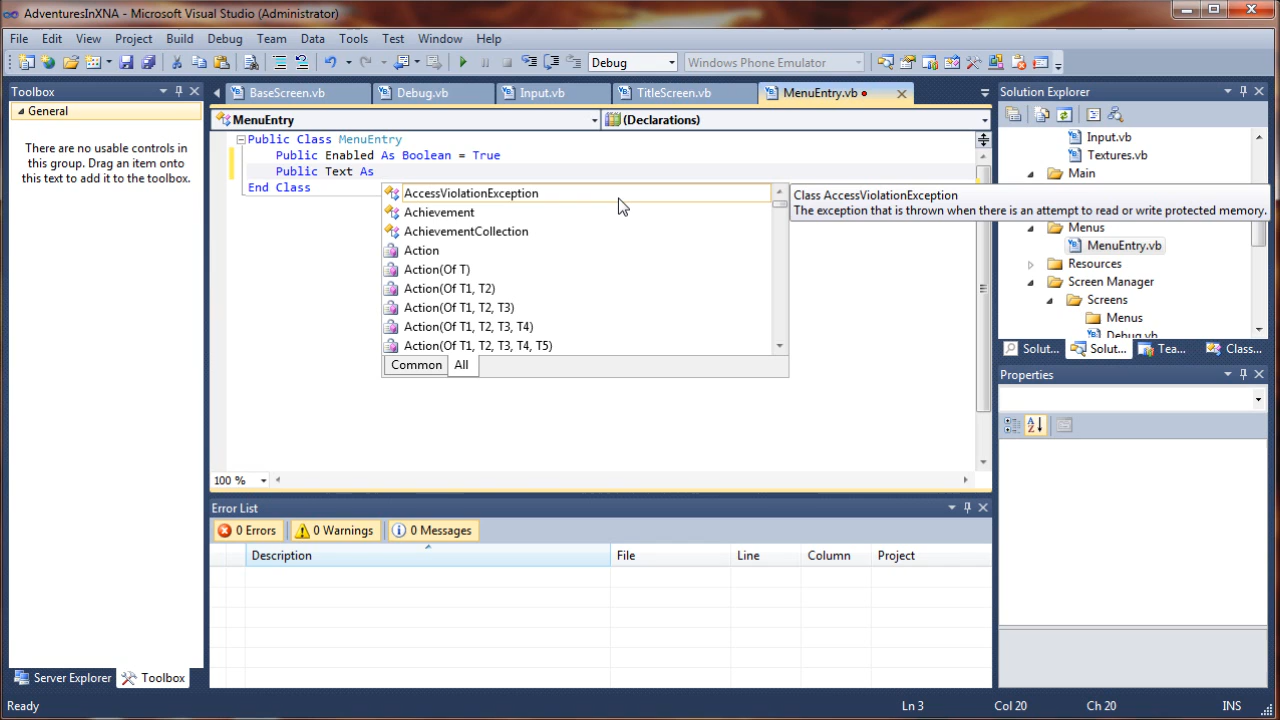 AdventuresInXNA - Microsoft Visual Studio (Administrator)
File Edit View Project Build Debug Team Data Tools Test Window Help
Debug Windows Phone Emulator
Toolbox
General
There are no usable controls in
this group. Drag an item onto
this text to add it to the toolbox.
Server Explorer Toolbox
BaseScreen.vb Debug.vb Input.vb TitleScreen.vb MenuEntry.vb
MenuEntry (Declarations)
Public Class MenuEntry
Public Enabled As Boolean = True
Public Text As
End Class
AccessViolationException
Achievement
AchievementCollection
Action
Action(Of T)
Action(Of T1, T2)
Action(Of T1, T2, T3)
Action(Of T1, T2, T3, T4)
Action(Of T1, T2, T3, T4, T5)
Common All
Class AccessViolationException
The exception that is thrown when there is an attempt to read or write protected memory.
100 %
Error List
0 Errors 0 Warnings 0 Messages
Description File Line Column Project
Solution Explorer
Input.vb
Textures.vb
Main
Menus
MenuEntry.vb
Resources
Screen Manager
Screens
Menus
Debug.vb
Solut... Solut... Tea... Class...
Properties
Ready Ln 3 Col 20 Ch 20 INS